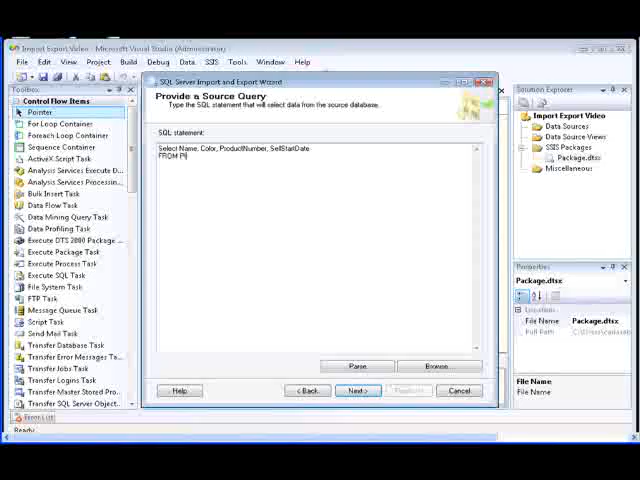 Import Export Video - Microsoft Visual Studio (Administrator)
File Edit View Project Build Debug Data SSIS Tools Window Community Help
Toolbox
Control Flow Items
Pointer
For Loop Container
Foreach Loop Container
Sequence Container
ActiveX Script Task
Analysis Services Execute D...
Analysis Services Processin...
Bulk Insert Task
Data Flow Task
Data Mining Query Task
Data Profiling Task
Execute DTS 2000 Package ...
Execute Package Task
Execute Process Task
Execute SQL Task
File System Task
FTP Task
Message Queue Task
Script Task
Send Mail Task
Transfer Database Task
Transfer Error Messages Ta...
Transfer Jobs Task
Transfer Logins Task
Transfer Master Stored Pro...
Transfer SQL Server Object...
Error List
Ready
SQL Server Import and Export Wizard
Provide a Source Query
Type the SQL statement that will select data from the source database.
SQL statement:
Select Name, Color, ProductNumber, SellStartDate
FROM
Parse
Browse...
Help
< Back
Next >
Cancel
Solution Explorer
Import Export Video
Data Sources
Data Source Views
SSIS Packages
Package.dtsx
Miscellaneous
Properties
Package.dtsx
File Name Package.dtsx
Full Path
File Name
File Name